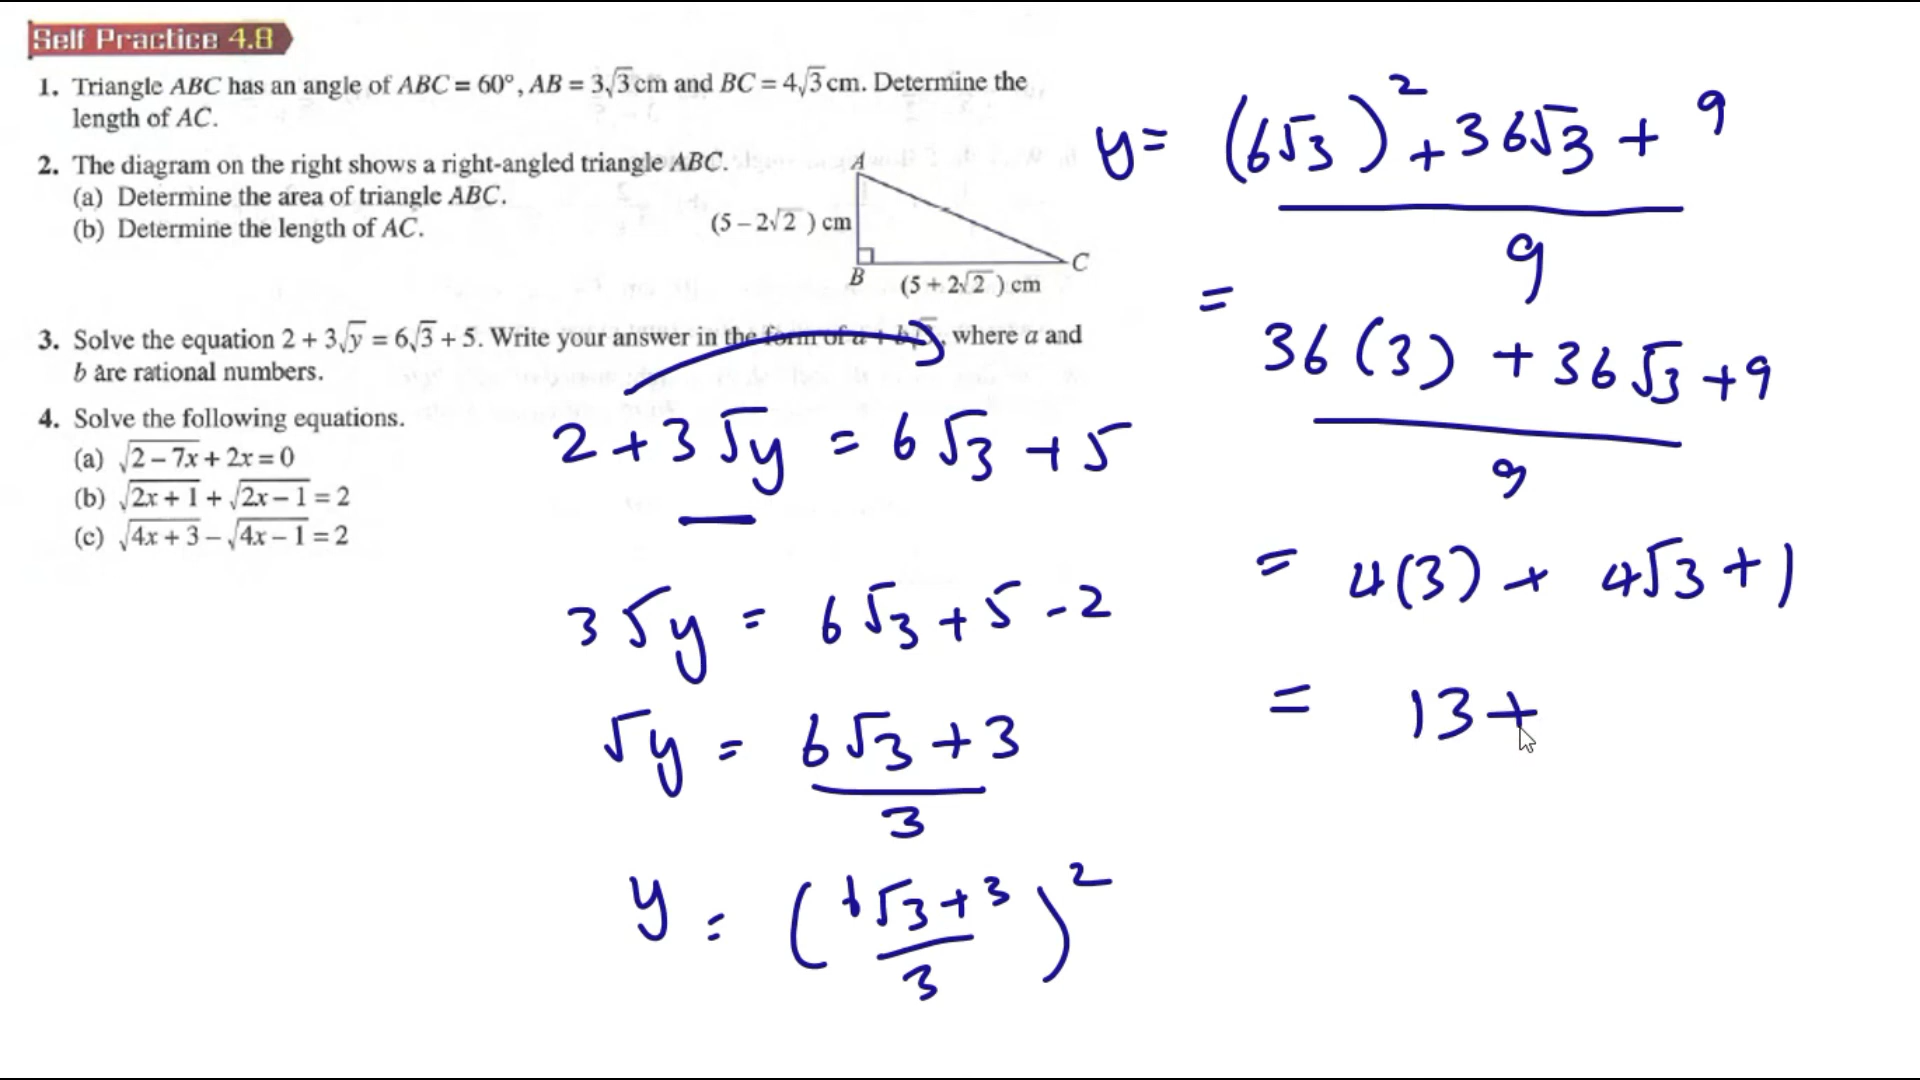 Self Practice 4.8
1. Triangle ABC has an angle of ABC = 60°, AB = 3√3 cm and BC = 4√3 cm. Determine the
length of AC.
2. The diagram on the right shows a right-angled triangle ABC.
(a) Determine the area of triangle ABC.
(b) Determine the length of AC.
A
(5 – 2√2 ) cm
B
C
(5 + 2√2 ) cm
3. Solve the equation 2 + 3√y = 6√3 + 5. Write your answer in the form of a + b√3, where a and
b are rational numbers.
4. Solve the following equations.
(a) √(2 – 7x) + 2x = 0
(b) √(2x + 1) + √(2x – 1) = 2
(c) √(4x + 3) – √(4x – 1) = 2
2 + 3√y = 6√3 + 5
3√y = 6√3 + 5 - 2
√y = 6√3 + 3
3
y = (6√3 + 3)²
3
y = (6√3)² + 36√3 + 9
9
= 36(3) + 36√3 + 9
9
= 4(3) + 4√3 + 1
= 13 +